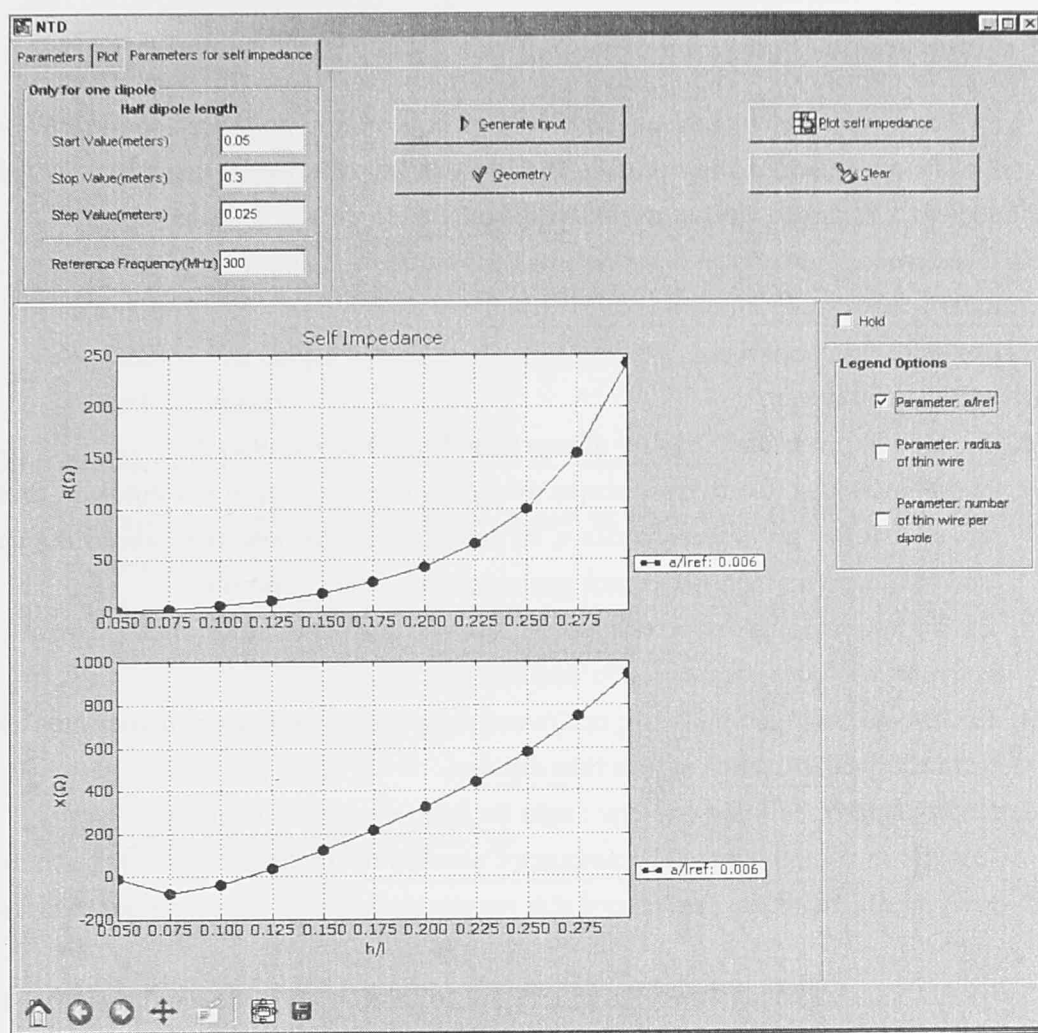 NTD
Parameters Plot Parameters for self impedance
Only for one dipole
Half dipole length
Start Value(meters) 0.05
Stop Value(meters) 0.3
Step Value(meters) 0.025
Reference Frequency(MHz) 300
Generate Input
Geometry
Plot self impedance
Clear
Hold
Legend Options
Parameter: a/lref
Parameter: radius
of thin wire
Parameter: number
of thin wire per
dipole
Self Impedance
R(Ω)
250
200
150
100
50
0
0.050 0.075 0.100 0.125 0.150 0.175 0.200 0.225 0.250 0.275
a/lref: 0.006
X(Ω)
1000
800
600
400
200
0
-200
0.050 0.075 0.100 0.125 0.150 0.175 0.200 0.225 0.250 0.275
h/l
a/lref: 0.006